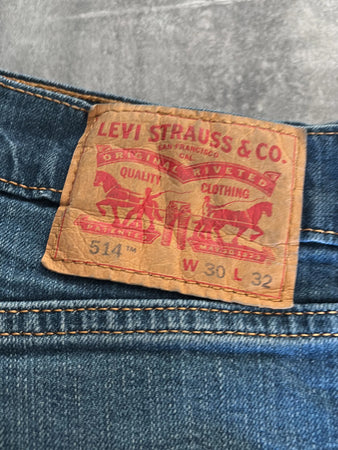 LEVI STRAUSS & CO.
SAN FRANCISCO
CAL.
ORIGINAL RIVETED
QUALITY CLOTHING
514™
W 30 L 32